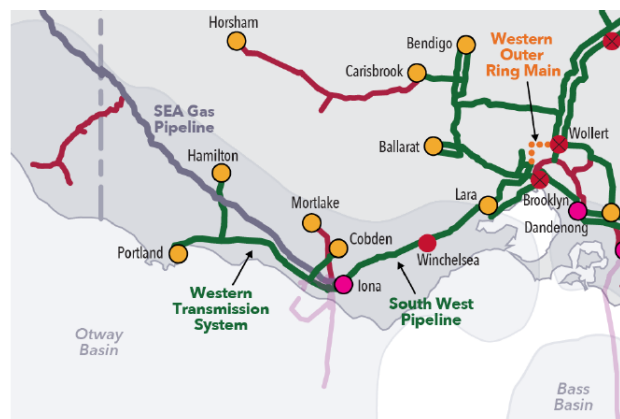 Horsham
Bendigo
Western
Outer
Ring Main
Carisbrook
SEA Gas
Pipeline
Wollert
Ballarat
Hamilton
Mortlake
Lara
Brooklyn
Dandenong
Cobden
Portland
Winchelsea
Iona
Western
Transmission
System
South West
Pipeline
Otway
Basin
Bass
Basin